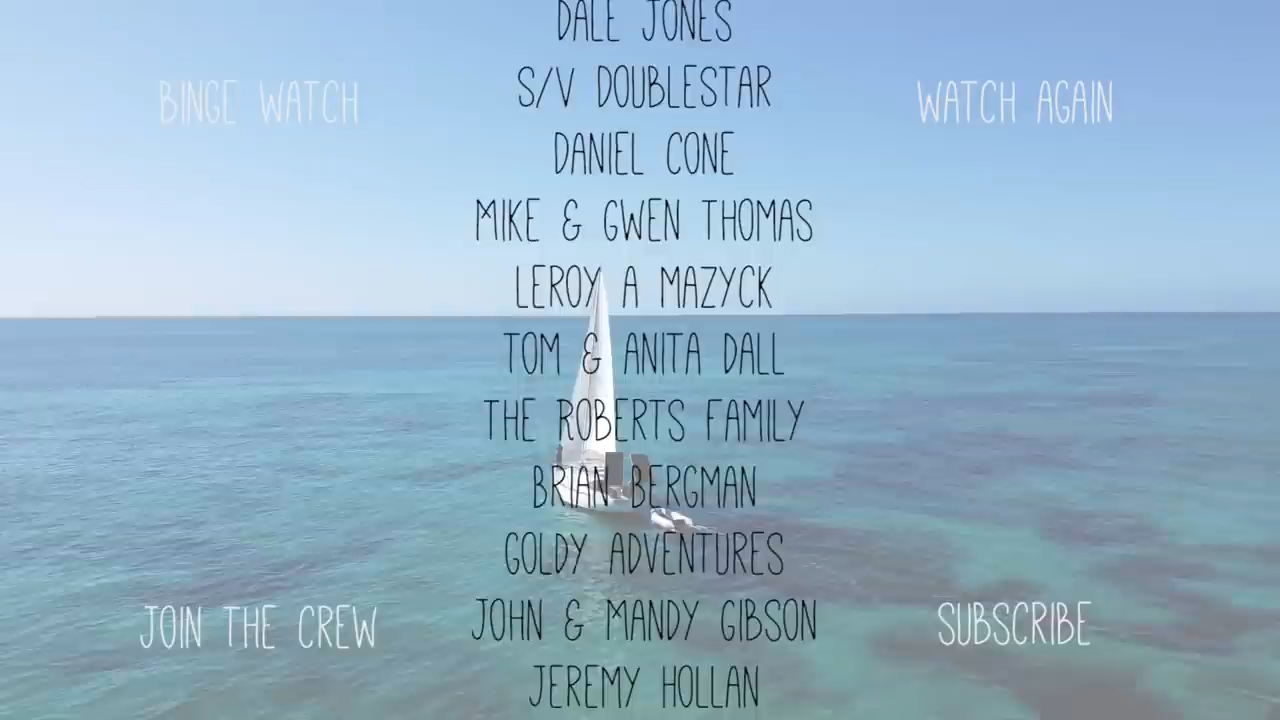 DALE JONES
S/V DOUBLESTAR
BINGE WATCH
WATCH AGAIN
DANIEL CONE
MIKE & GWEN THOMAS
LEROY A MAZYCK
TOM & ANITA DALL
THE ROBERTS FAMILY
BRIAN BERGMAN
GOLDY ADVENTURES
JOHN & MANDY GIBSON
JOIN THE CREW
SUBSCRIBE
JEREMY HOLLAN